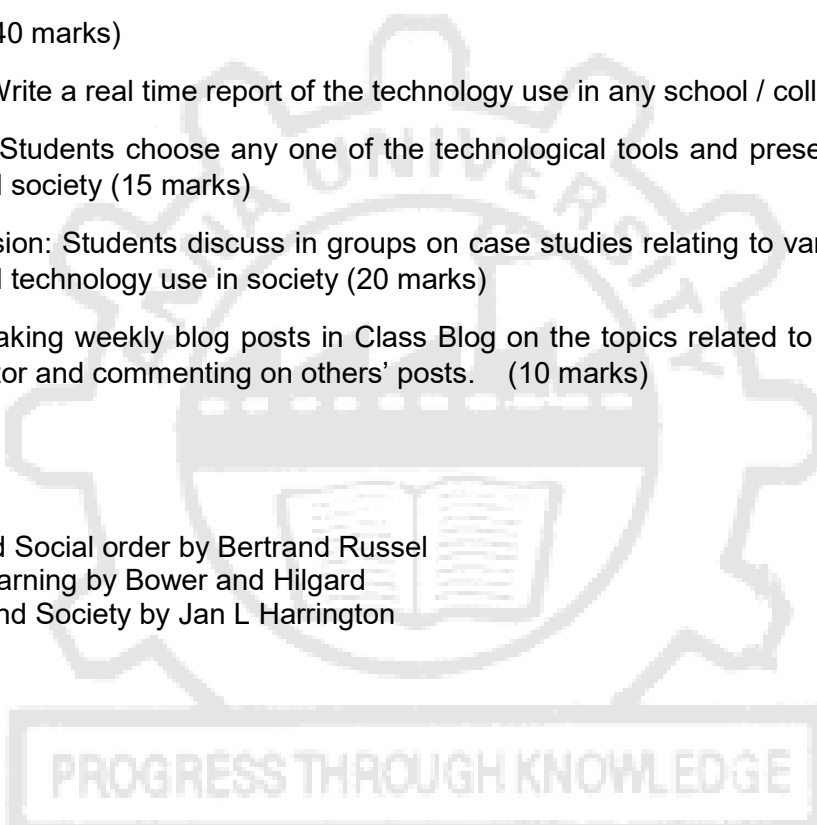 40 marks)
Write a real time report of the technology use in any school / coll
Students choose any one of the technological tools and prese
l society (15 marks)
sion: Students discuss in groups on case studies relating to var
l technology use in society (20 marks)
aking weekly blog posts in Class Blog on the topics related to
tor and commenting on others’ posts. (10 marks)
d Social order by Bertrand Russel
arning by Bower and Hilgard
nd Society by Jan L Harrington
UNIVERSITY
PROGRESS THROUGH KNOWLEDGE